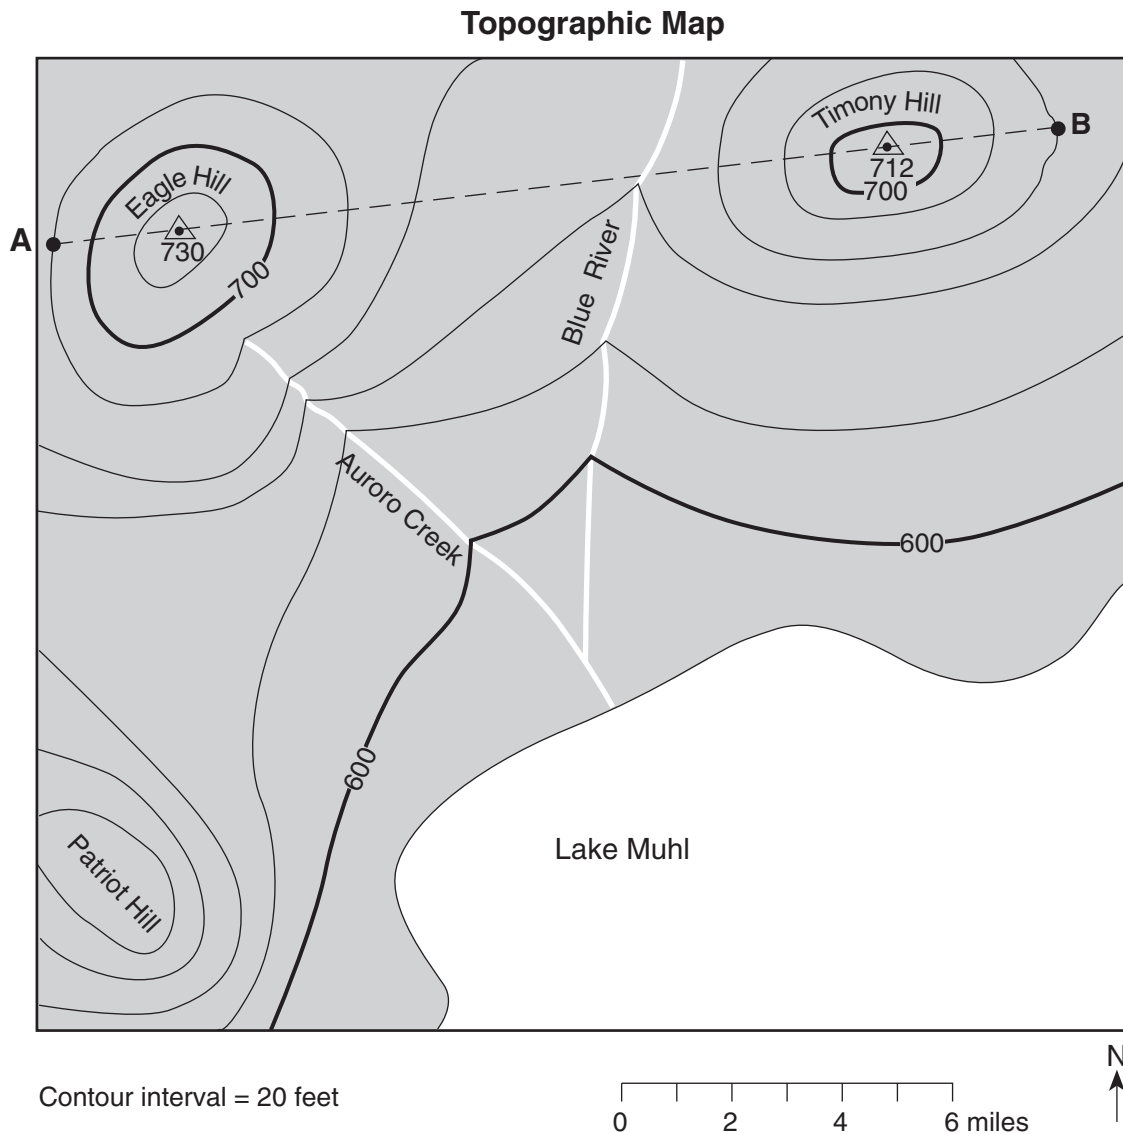 Topographic Map
Timony Hill
B
712
700
Eagle Hill
A
730
700
Blue River
Auroro Creek
600
600
Lake Muhl
Patriot Hill
N
Contour interval = 20 feet
0 2 4 6 miles